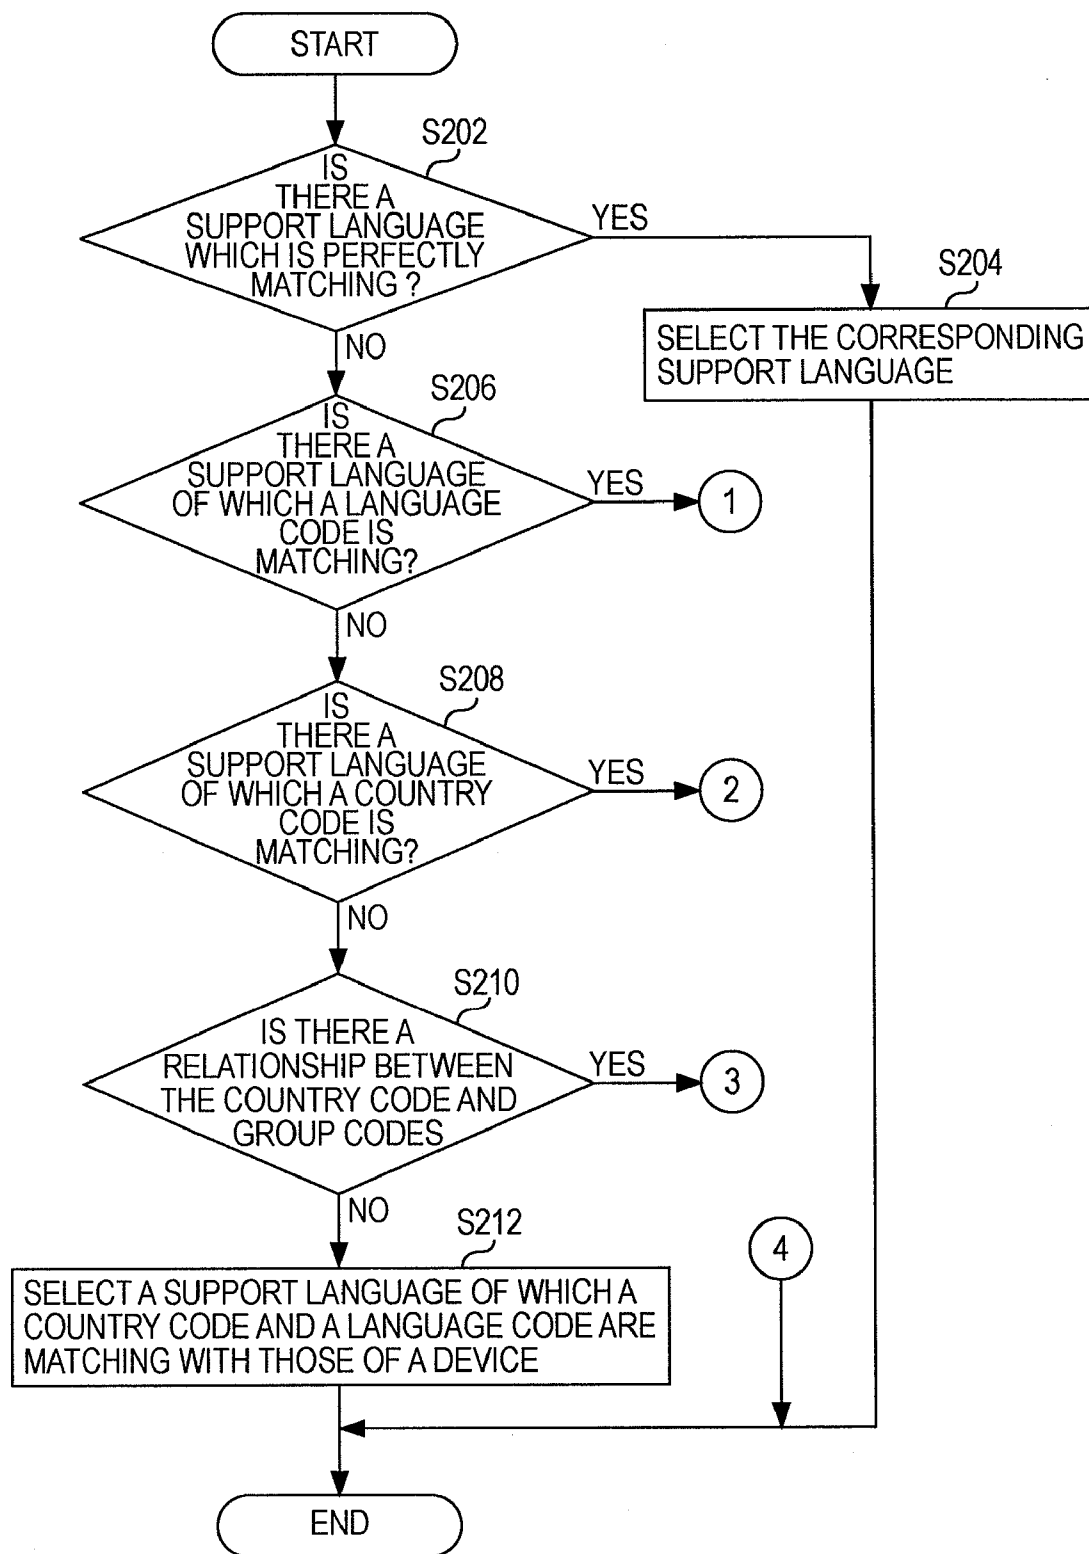 START
S202
IS
THERE A
SUPPORT LANGUAGE
WHICH IS PERFECTLY
MATCHING ?
YES
NO
S204
SELECT THE CORRESPONDING
SUPPORT LANGUAGE
S206
IS
THERE A
SUPPORT LANGUAGE
OF WHICH A LANGUAGE
CODE IS
MATCHING?
YES
1
NO
S208
IS
THERE A
SUPPORT LANGUAGE
OF WHICH A COUNTRY
CODE IS
MATCHING?
YES
2
NO
S210
IS THERE A
RELATIONSHIP BETWEEN
THE COUNTRY CODE AND
GROUP CODES
YES
3
NO
S212
SELECT A SUPPORT LANGUAGE OF WHICH A
COUNTRY CODE AND A LANGUAGE CODE ARE
MATCHING WITH THOSE OF A DEVICE
4
END